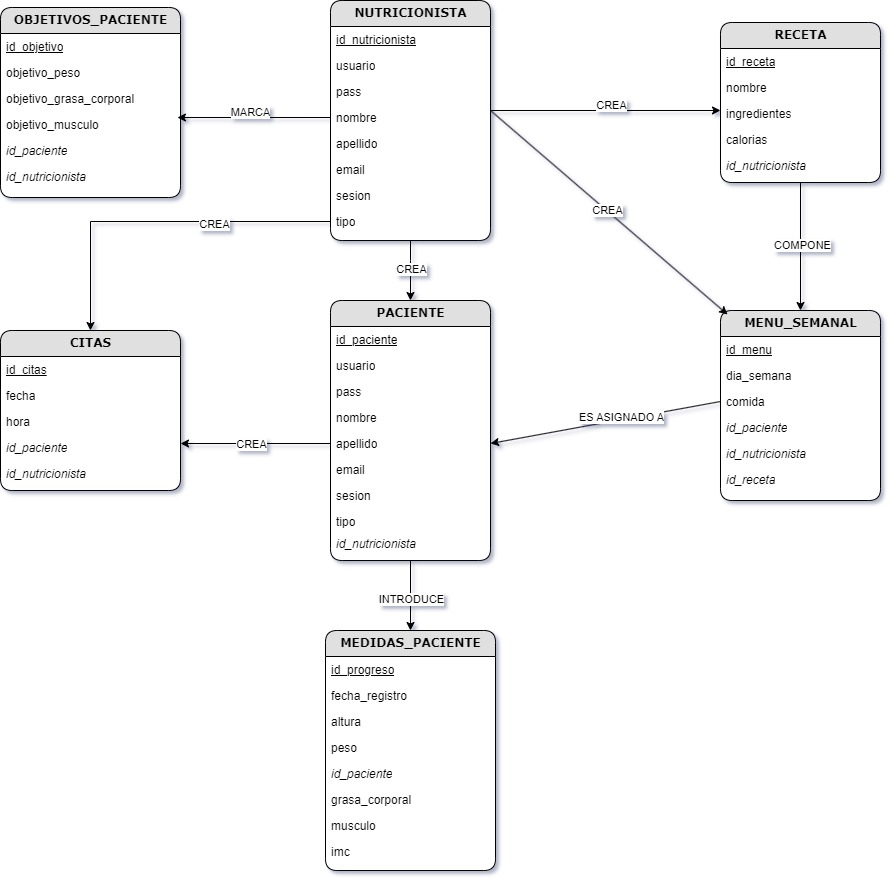 OBJETIVOS_PACIENTE
id_objetivo
objetivo_peso
objetivo_grasa_corporal
objetivo_musculo
id_paciente
id_nutricionista
MARCA
NUTRICIONISTA
id_nutricionista
usuario
pass
nombre
apellido
email
sesion
tipo
CREA
RECETA
id_receta
nombre
ingredientes
calorias
id_nutricionista
CREA
CREA
CREA
COMPONE
CITAS
id_citas
fecha
hora
id_paciente
id_nutricionista
CREA
PACIENTE
id_paciente
usuario
pass
nombre
apellido
email
sesion
tipo
id_nutricionista
ES ASIGNADO A
MENU_SEMANAL
id_menu
dia_semana
comida
id_paciente
id_nutricionista
id_receta
INTRODUCE
MEDIDAS_PACIENTE
id_progreso
fecha_registro
altura
peso
id_paciente
grasa_corporal
musculo
imc